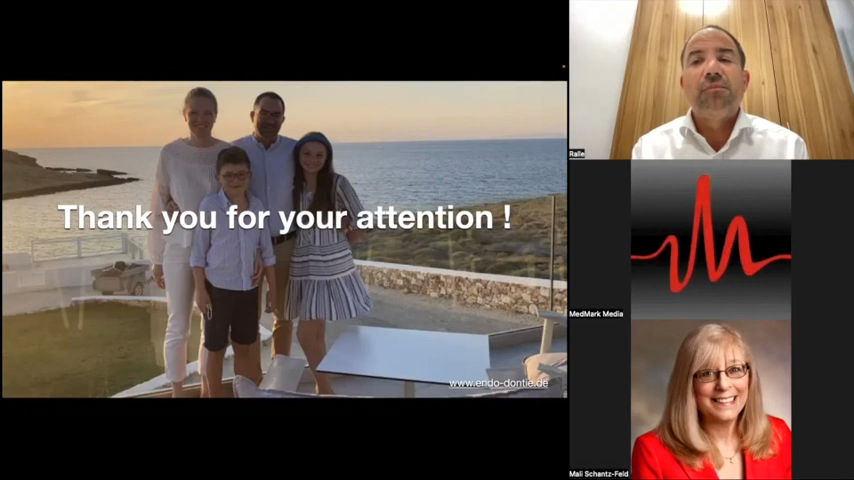 Thank you for your attention !
www.endo-dontie.de
Ralle
MedMark Media
Mali Schantz-Feld